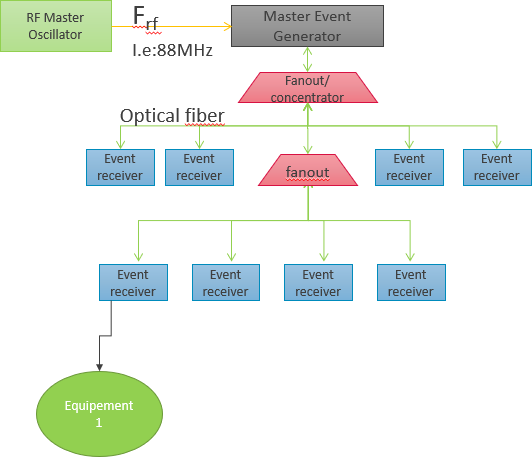 RF Master
Oscillator
Frf
I.e:88MHz
Master Event
Generator
Fanout/
concentrator
Optical fiber
Event
receiver
Event
receiver
fanout
Event
receiver
Event
receiver
Event
receiver
Event
receiver
Event
receiver
Event
receiver
Equipement
1